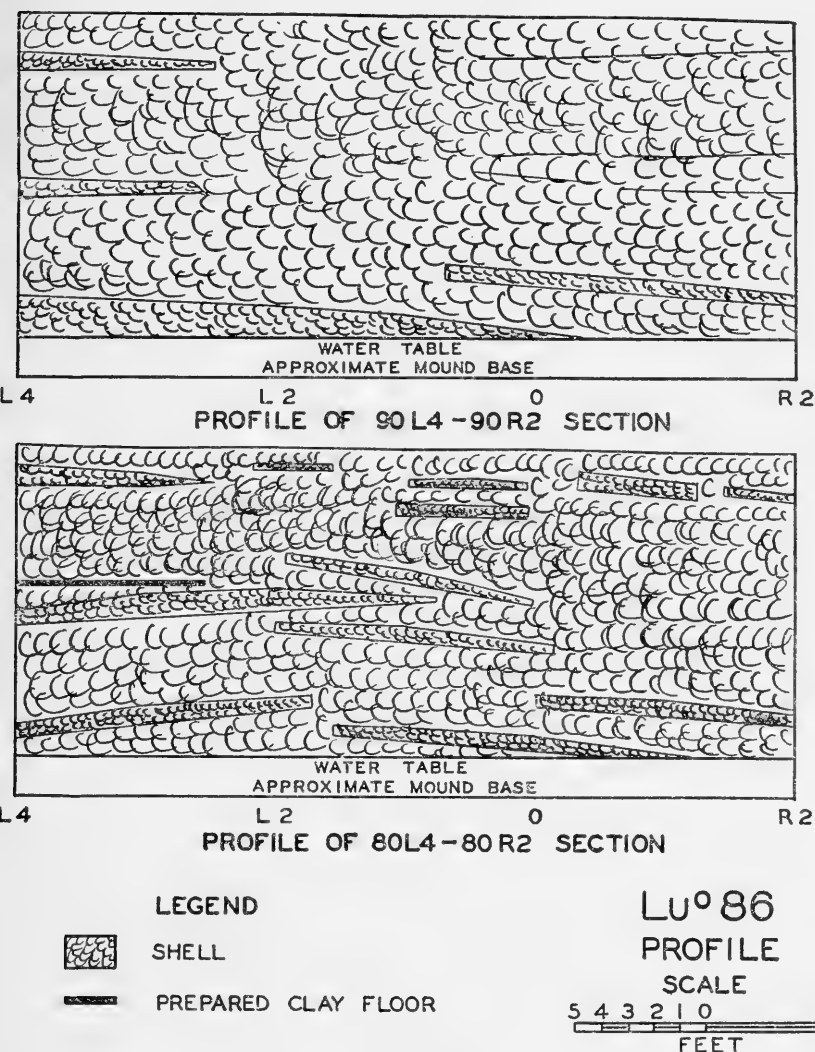 WATER TABLE
APPROXIMATE MOUND BASE
L4 L2 0 R2
PROFILE OF 90L4-90R2 SECTION
WATER TABLE
APPROXIMATE MOUND BASE
L4 L2 0 R2
PROFILE OF 80L4-80R2 SECTION
LEGEND
SHELL
PREPARED CLAY FLOOR
Luº86
PROFILE
SCALE
5 4 3 2 1 0
FEET